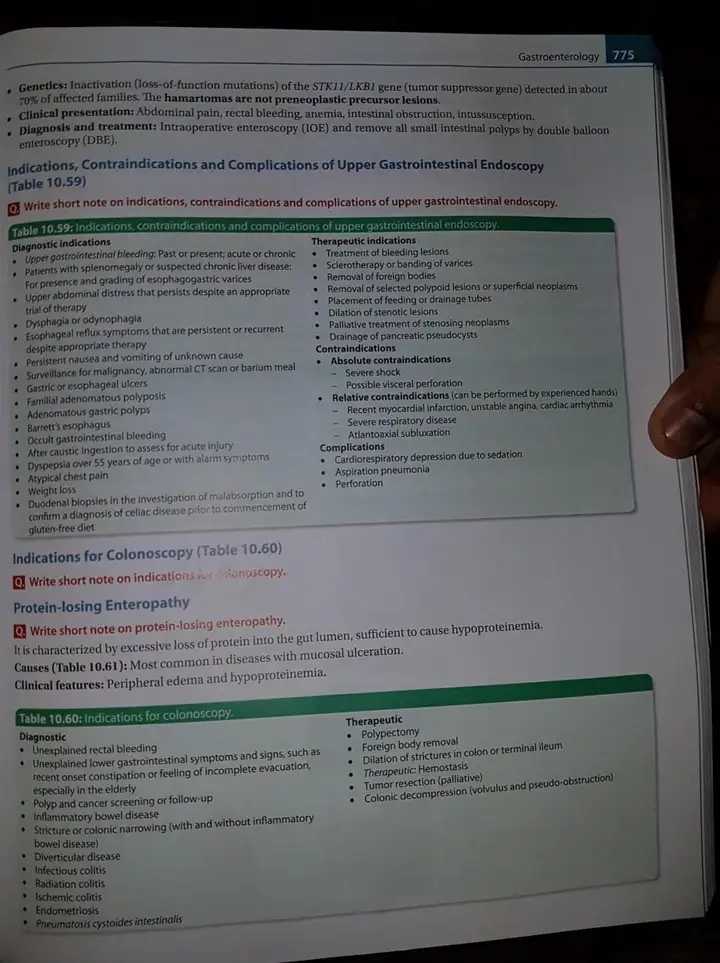 Gastroenterology 775
• Genetics: Inactivation (loss-of-function mutations) of the STK11/LKB1 gene (tumor suppressor gene) detected in about
70% of affected families. The hamartomas are not preneoplastic precursor lesions.
• Clinical presentation: Abdominal pain, rectal bleeding, anemia, intestinal obstruction, intussusception.
• Diagnosis and treatment: Intraoperative enteroscopy (IOE) and remove all small intestinal polyps by double balloon
enteroscopy (DBE).
Indications, Contraindications and Complications of Upper Gastrointestinal Endoscopy
(Table 10.59)
Q. Write short note on indications, contraindications and complications of upper gastrointestinal endoscopy.
Table 10.59: Indications, contraindications and complications of upper gastrointestinal endoscopy.
Diagnostic indications
• Upper gastrointestinal bleeding: Past or present; acute or chronic
• Patients with splenomegaly or suspected chronic liver disease:
For presence and grading of esophagogastric varices
• Upper abdominal distress that persists despite an appropriate
trial of therapy
• Dysphagia or odynophagia
• Esophageal reflux symptoms that are persistent or recurrent
despite appropriate therapy
• Persistent nausea and vomiting of unknown cause
• Surveillance for malignancy, abnormal CT scan or barium meal
• Gastric or esophageal ulcers
• Familial adenomatous polyposis
• Adenomatous gastric polyps
• Barrett's esophagus
• Occult gastrointestinal bleeding
• After caustic ingestion to assess for acute injury
• Dyspepsia over 55 years of age or with alarm symptoms
• Atypical chest pain
• Weight loss
• Duodenal biopsies in the investigation of malabsorption and to
confirm a diagnosis of celiac disease prior to commencement of
gluten-free diet
Therapeutic indications
• Treatment of bleeding lesions
• Sclerotherapy or banding of varices
• Removal of foreign bodies
• Removal of selected polypoid lesions or superficial neoplasms
• Placement of feeding or drainage tubes
• Dilation of stenotic lesions
• Palliative treatment of stenosing neoplasms
• Drainage of pancreatic pseudocysts
Contraindications
• Absolute contraindications
– Severe shock
– Possible visceral perforation
• Relative contraindications (can be performed by experienced hands)
– Recent myocardial infarction, unstable angina, cardiac arrhythmia
– Severe respiratory disease
– Atlantoaxial subluxation
Complications
• Cardiorespiratory depression due to sedation
• Aspiration pneumonia
• Perforation
Indications for Colonoscopy (Table 10.60)
Q. Write short note on indications for colonoscopy.
Protein-losing Enteropathy
Q. Write short note on protein-losing enteropathy.
It is characterized by excessive loss of protein into the gut lumen, sufficient to cause hypoproteinemia.
Causes (Table 10.61): Most common in diseases with mucosal ulceration.
Clinical features: Peripheral edema and hypoproteinemia.
Table 10.60: Indications for colonoscopy.
Diagnostic
• Unexplained rectal bleeding
• Unexplained lower gastrointestinal symptoms and signs, such as
recent onset constipation or feeling of incomplete evacuation,
especially in the elderly
• Polyp and cancer screening or follow-up
• Inflammatory bowel disease
• Stricture or colonic narrowing (with and without inflammatory
bowel disease)
• Diverticular disease
• Infectious colitis
• Radiation colitis
• Ischemic colitis
• Endometriosis
• Pneumatosis cystoides intestinalis
Therapeutic
• Polypectomy
• Foreign body removal
• Dilation of strictures in colon or terminal ileum
• Therapeutic: Hemostasis
• Tumor resection (palliative)
• Colonic decompression (volvulus and pseudo-obstruction)